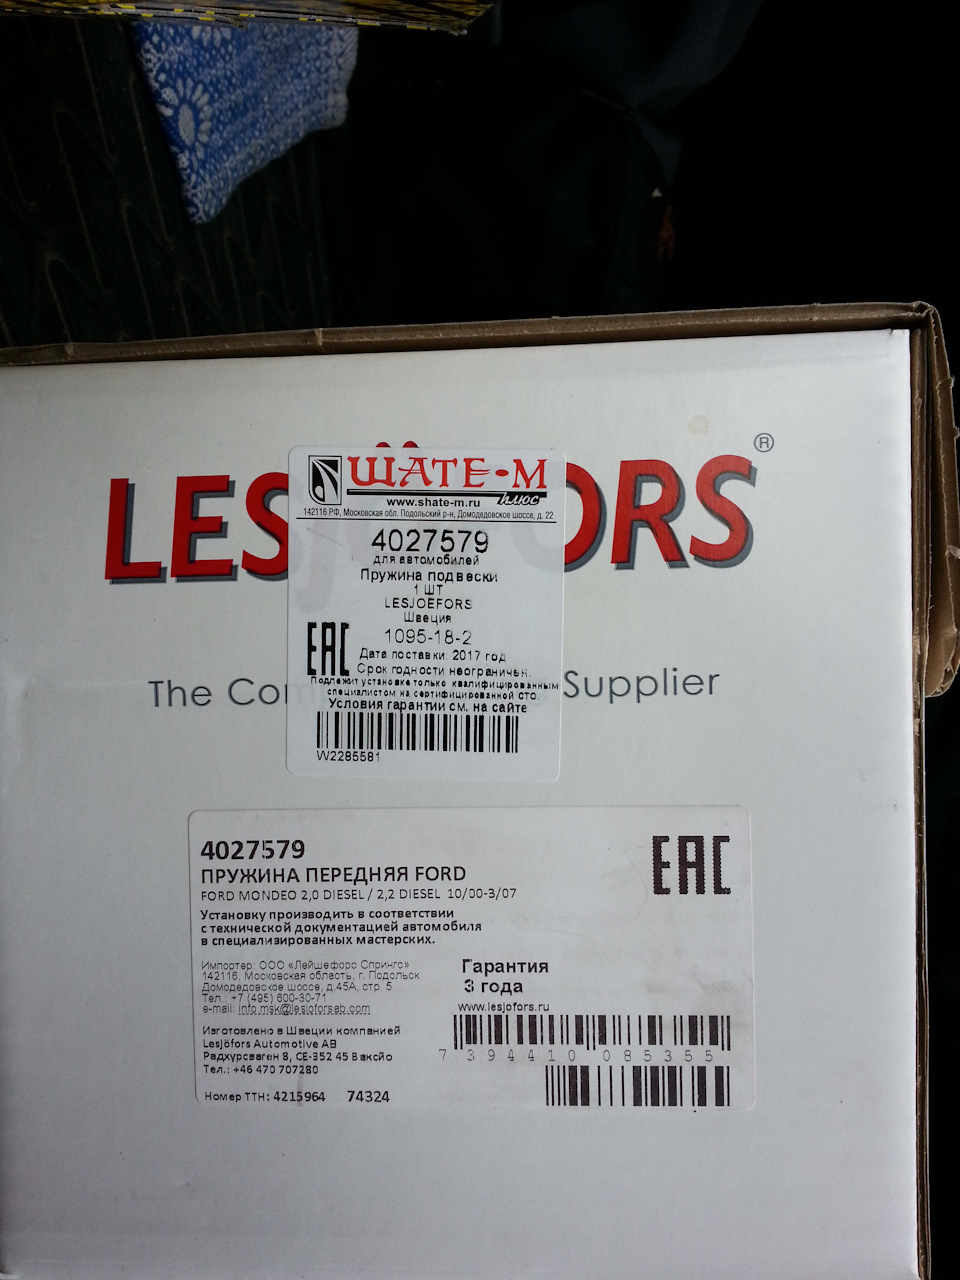 LESJÖFORS®
ШАТЕ-М
плюс
www.shate-m.ru
142116 РФ, Московская обл. Подольский р-н, Домодедовское шоссе, д. 22
4027579
для автомобилей
Пружина подвески
1 ШТ
LESJOEFORS
Швеция
1095-18-2
EAC
Дата поставки: 2017 год
Срок годности неограничен.
Подлежит установке только квалифицированным
специалистом на сертифицированной СТО.
Условия гарантии см. на сайте
W2285581
The Com Supplier
4027579
ПРУЖИНА ПЕРЕДНЯЯ FORD
FORD MONDEO 2,0 DIESEL / 2,2 DIESEL 10/00-3/07
EAC
Установку производить в соответствии
с технической документацией автомобиля
в специализированных мастерских.
Импортер: ООО «Лейшефорс Спрингс»
142116, Московская область, г. Подольск
Домодедовское шоссе, д.45А, стр. 5
Тел.: +7 (495) 600-30-71
e-mail: info.msk@lesjoforsab.com
Гарантия
3 года
www.lesjofors.ru
Изготовлено в Швеции компанией
Lesjöfors Automotive AB
Радхурсваген 8, СЕ-352 45 Ваксйо
Тел.: +46 470 707280
7 394410 085355
Номер ТТН: 4215964 74324